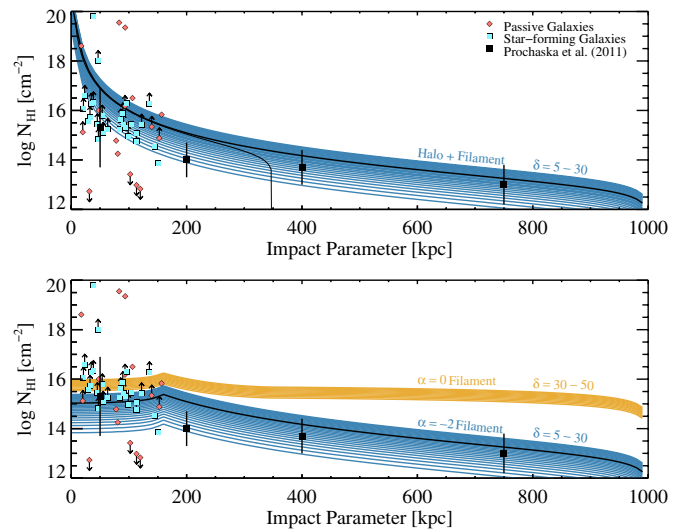 20
18
16
14
12
log N_HI [cm⁻²]
Passive Galaxies
Star-forming Galaxies
Prochaska et al. (2011)
Halo + Filament
δ = 5 ~ 30
0 200 400 600 800 1000
Impact Parameter [kpc]
20
18
16
14
12
log N_HI [cm⁻²]
α = 0 Filament
δ = 30 - 50
α = -2 Filament
δ = 5 ~ 30
0 200 400 600 800 1000
Impact Parameter [kpc]